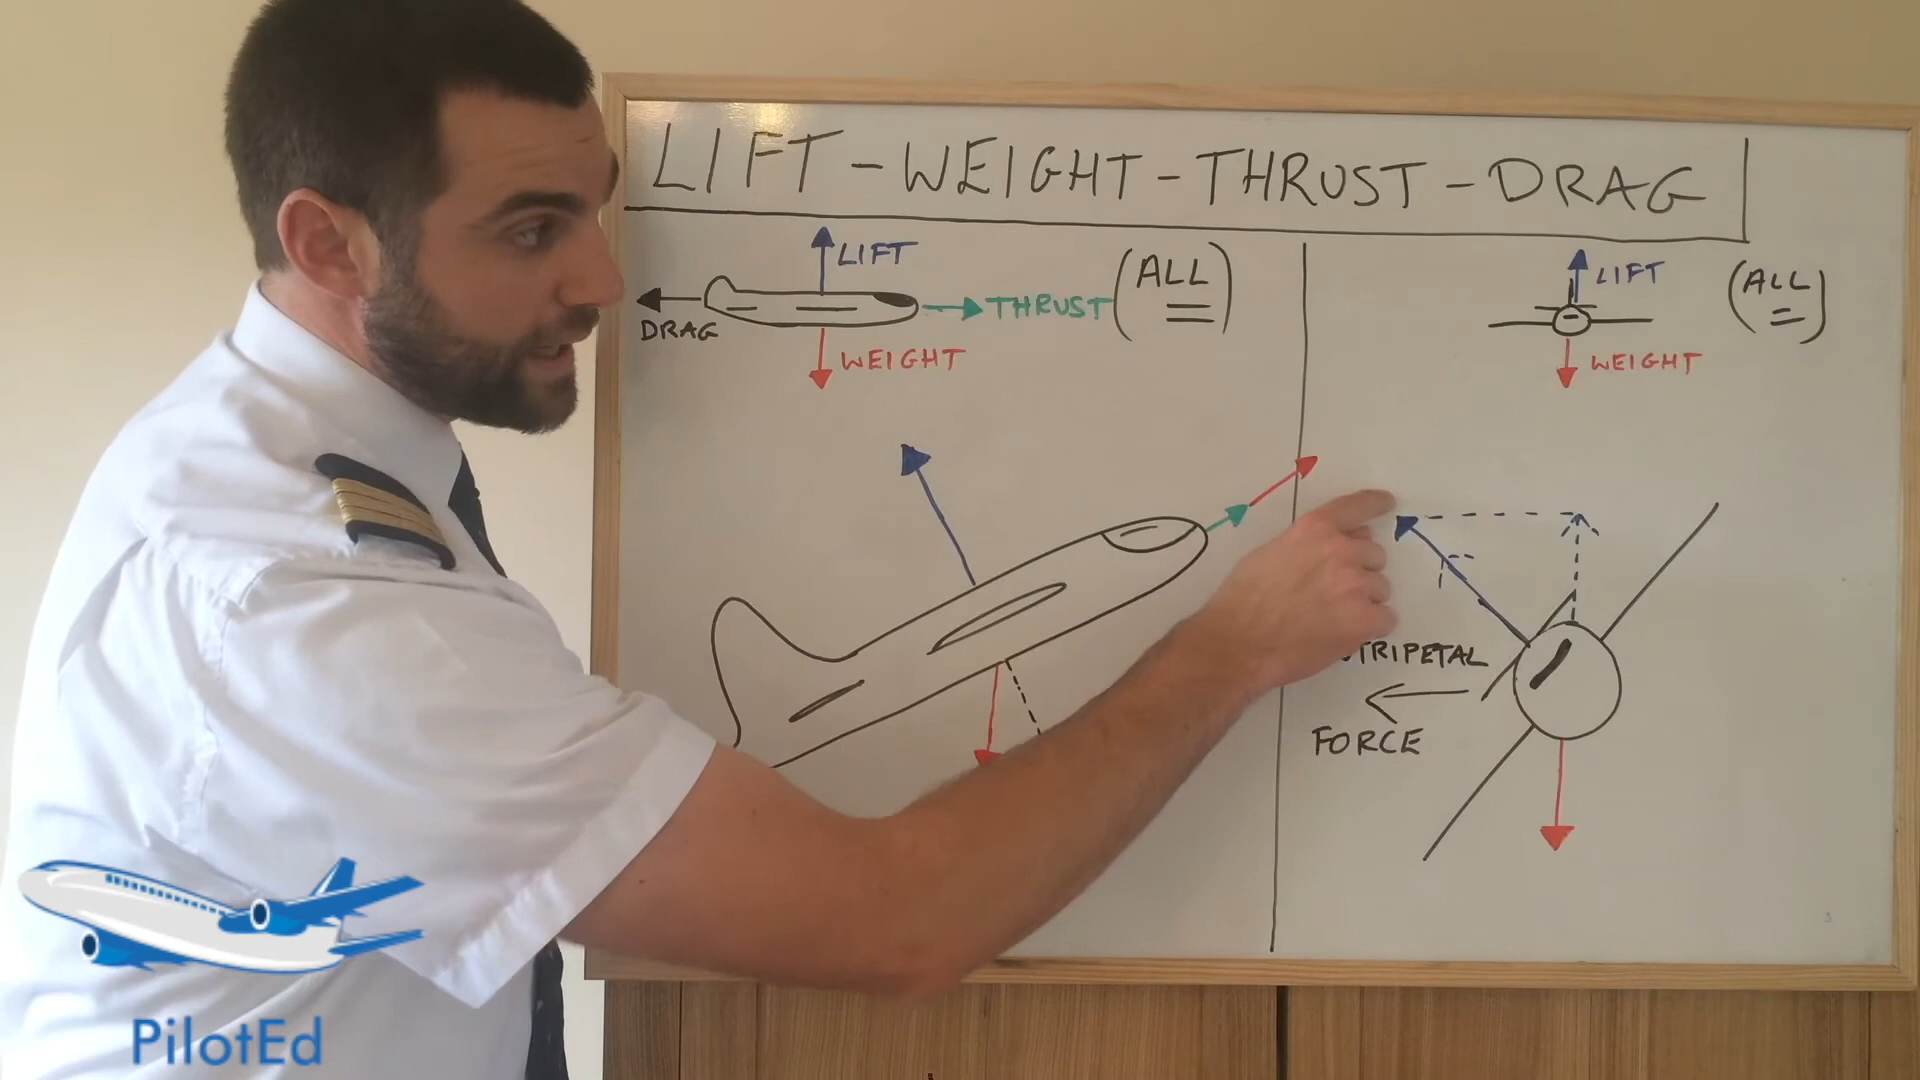 LIFT-WEIGHT-THRUST-DRAG
LIFT
DRAG
THRUST
(ALL =)
WEIGHT
LIFT
(ALL =)
WEIGHT
TRIPETAL
FORCE
PilotEd